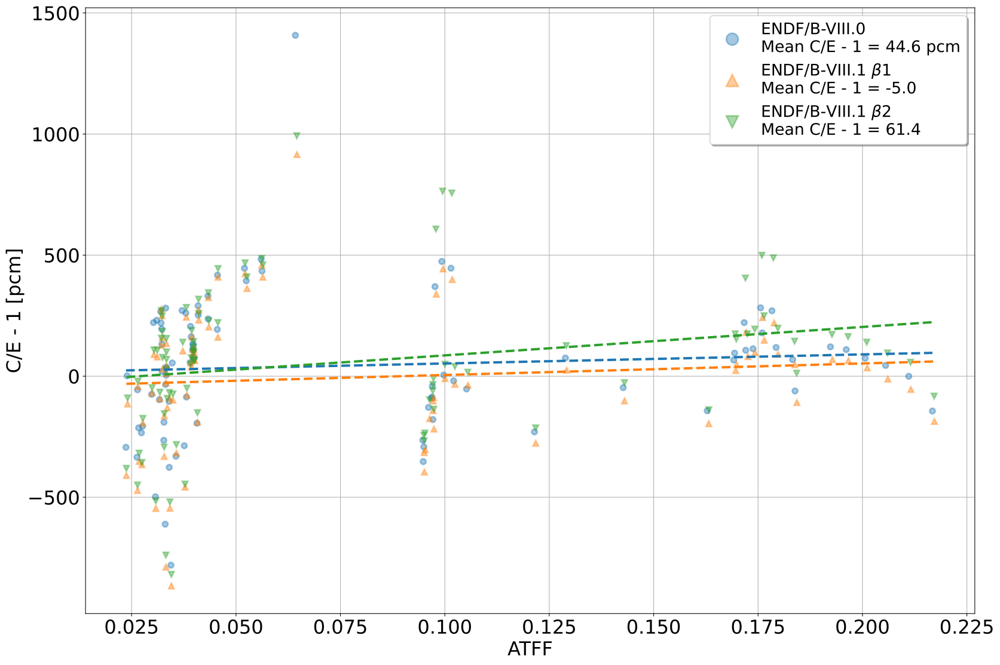 1500
1000
500
0
−500
C/E - 1 [pcm]
ENDF/B-VIII.0
Mean C/E - 1 = 44.6 pcm
ENDF/B-VIII.1 β1
Mean C/E - 1 = -5.0
ENDF/B-VIII.1 β2
Mean C/E - 1 = 61.4
0.025 0.050 0.075 0.100 0.125 0.150 0.175 0.200 0.225
ATFF